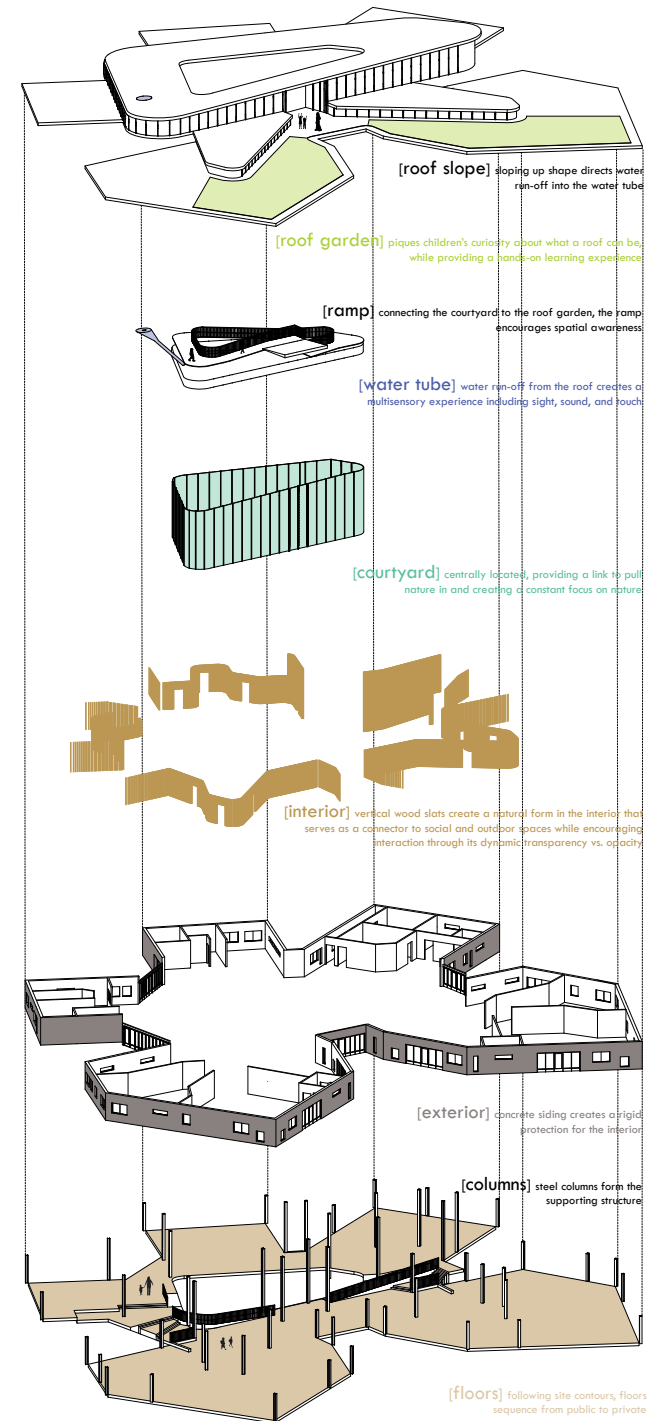 [roof slope] sloping up shape directs water
run-off into the water tube
[roof garden] piques children's curiosity about what a roof can be,
while providing a hands-on learning experience
[ramp] connecting the courtyard to the roof garden, the ramp
encourages spatial awareness
[water tube] water run-off from the roof creates a
multisensory experience including sight, sound, and touch
[courtyard] centrally located, providing a link to pull
nature in and creating a constant focus on nature
[interior] vertical wood slats create a natural form in the interior that
serves as a connector to social and outdoor spaces while encouraging
interaction through its dynamic transparency vs. opacity
[exterior] concrete siding creates a rigid
protection for the interior
[columns] steel columns form the
supporting structure
[floors] following site contours, floors
sequence from public to private